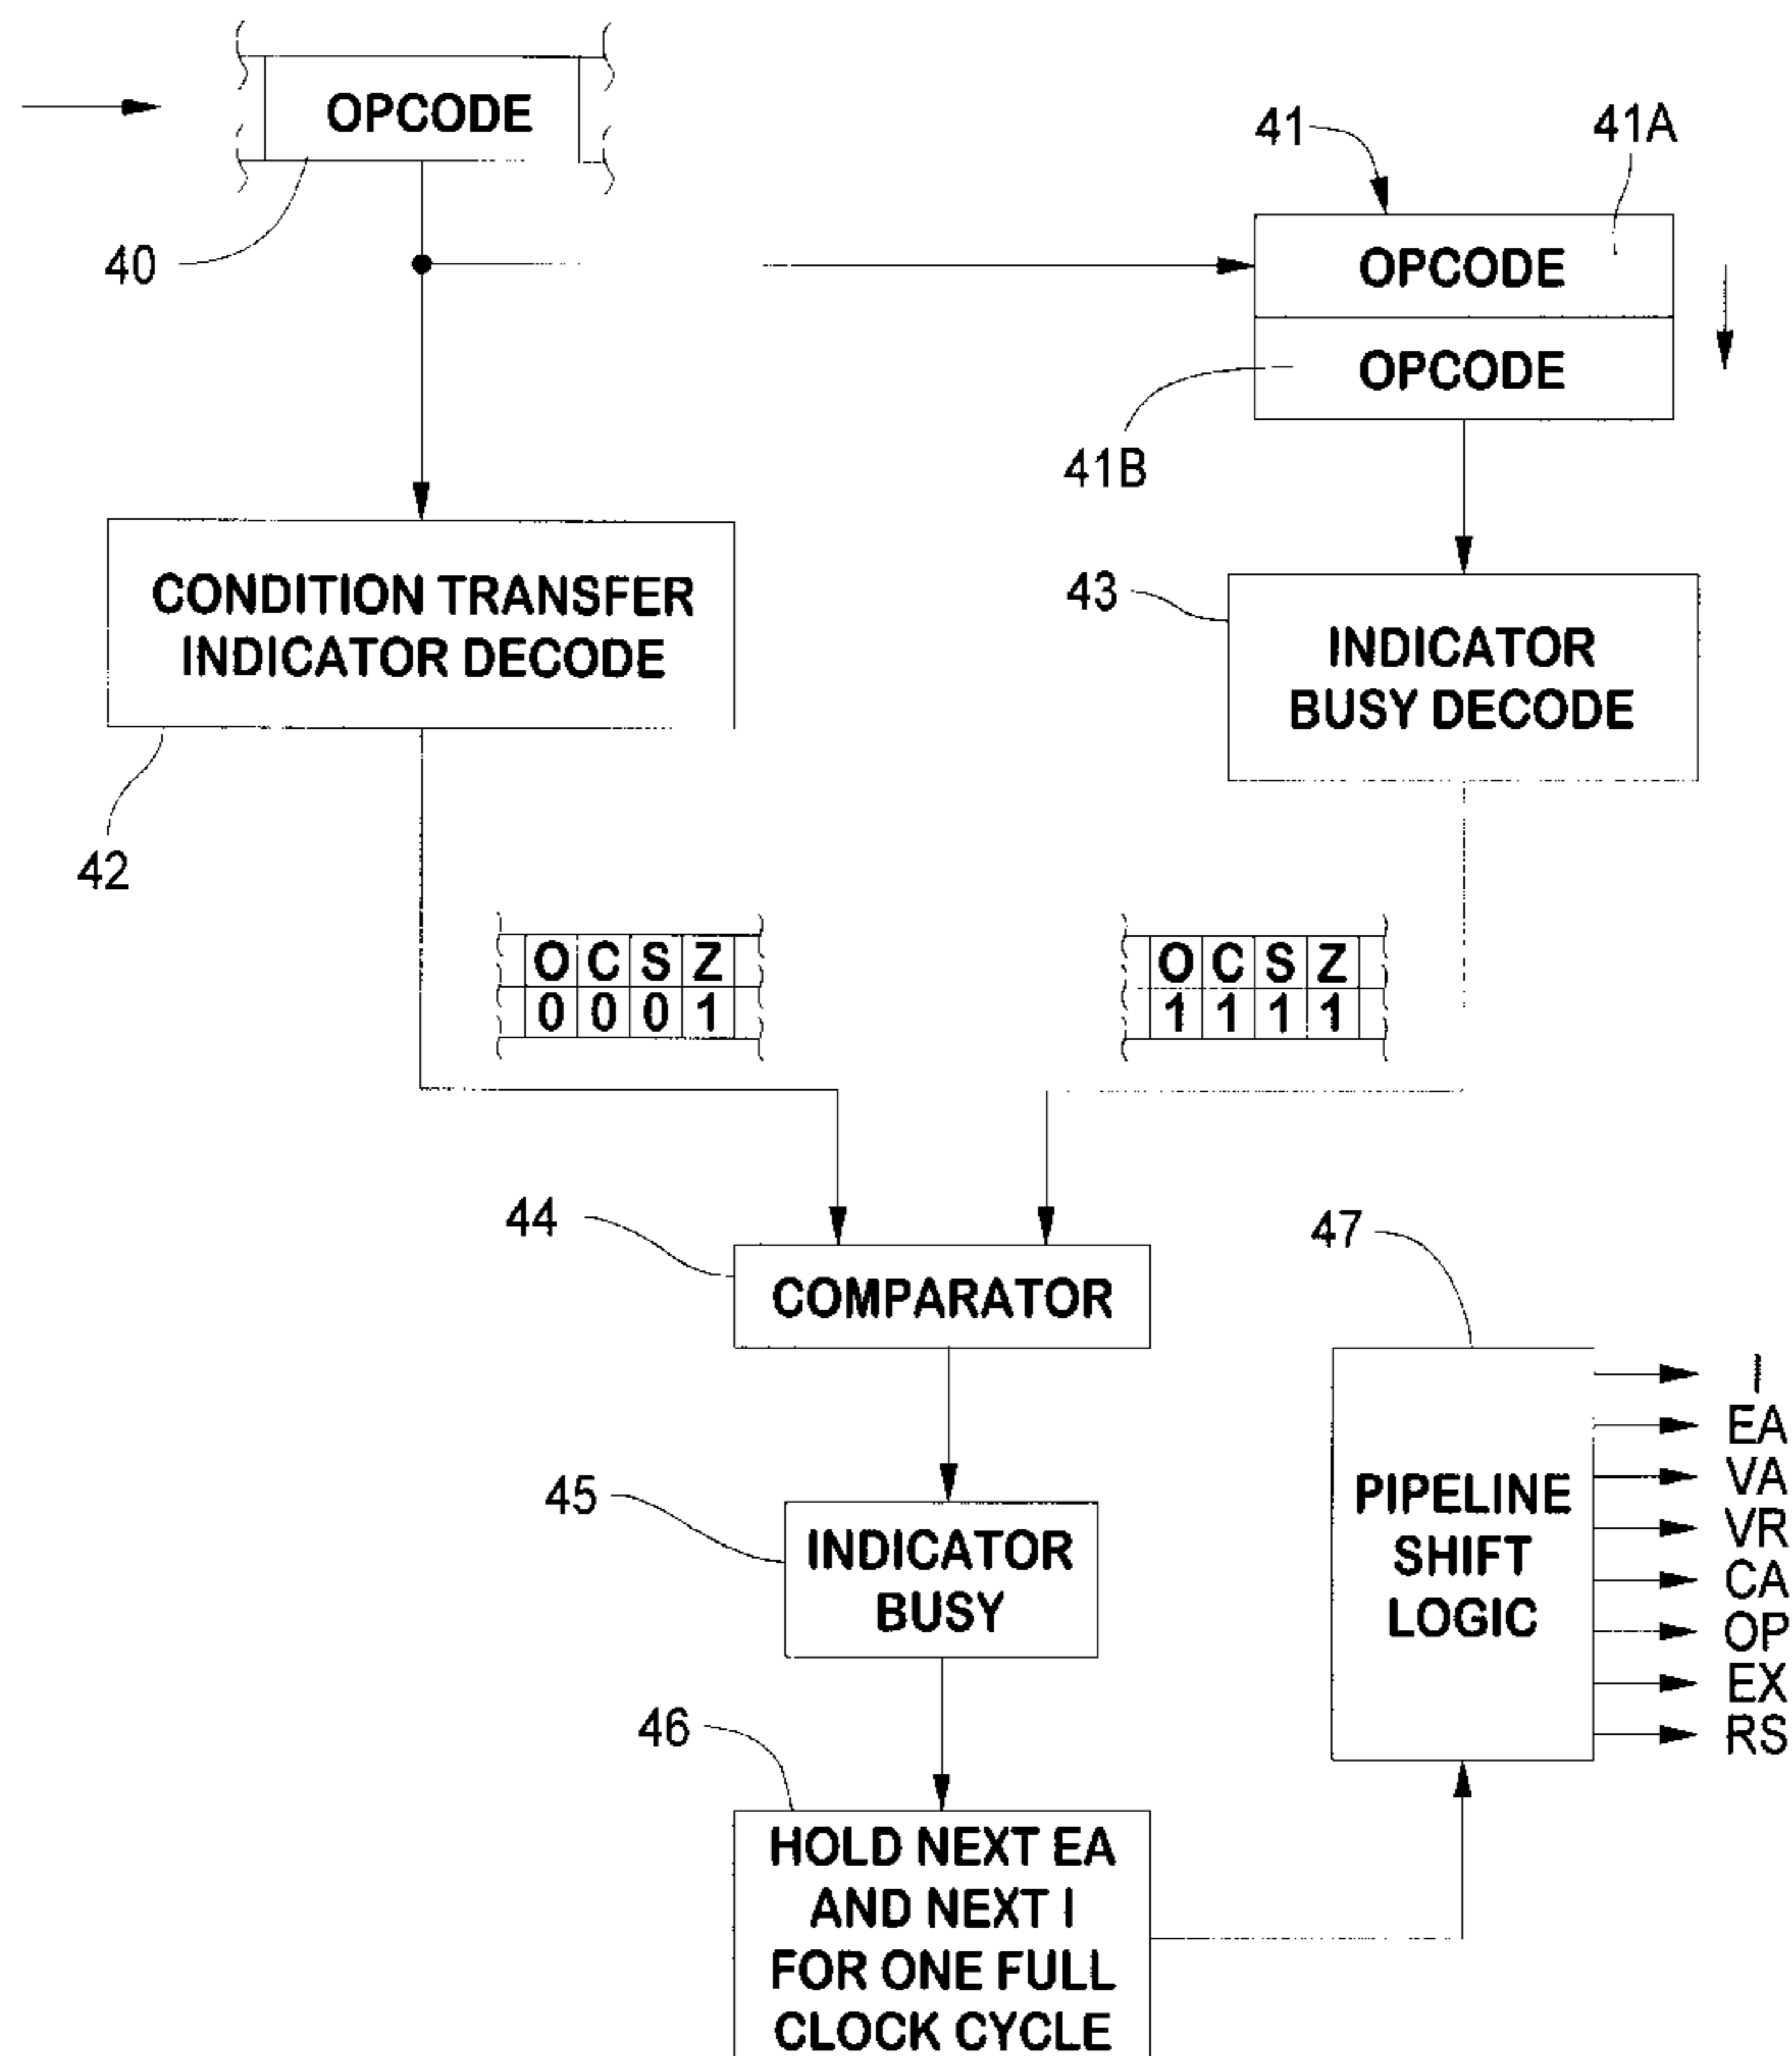 OPCODE
40
41
41A
OPCODE
OPCODE
41B
CONDITION TRANSFER
INDICATOR DECODE
42
43
INDICATOR
BUSY DECODE
O C S Z
0 0 0 1
O C S Z
1 1 1 1
44
COMPARATOR
45
INDICATOR
BUSY
46
HOLD NEXT EA
AND NEXT I
FOR ONE FULL
CLOCK CYCLE
47
PIPELINE
SHIFT
LOGIC
I
EA
VA
VR
CA
OP
EX
RS